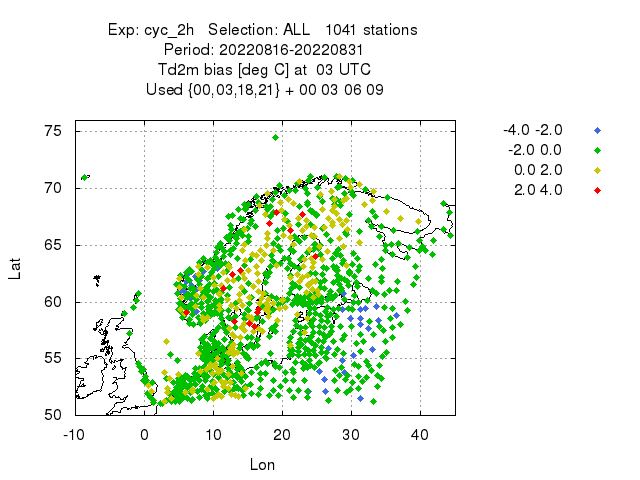 Exp: cyc_2h   Selection: ALL   1041 stations
Period: 20220816-20220831
Td2m bias [deg C] at  03 UTC
Used {00,03,18,21} + 00 03 06 09
-4.0 -2.0
-2.0 0.0
0.0 2.0
2.0 4.0
75
70
65
60
55
50
Lat
-10 0 10 20 30 40
Lon